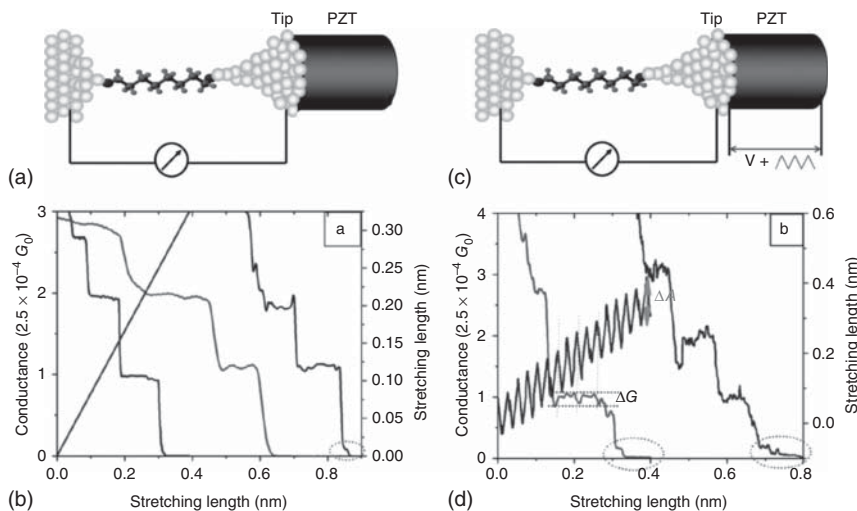 Tip PZT
(a)
Tip PZT
V +
(c)
a
Conductance (2.5 × 10⁻⁴ G₀)
3
2
1
0
0.30
0.25
0.20
0.15
0.10
0.05
0.00
Stretching length (nm)
0.0 0.2 0.4 0.6 0.8
Stretching length (nm)
(b)
b
Conductance (2.5 × 10⁻⁴ G₀)
4
3
2
1
0
ΔA
ΔG
0.6
0.4
0.2
0.0
Stretching length (nm)
0.0 0.2 0.4 0.6 0.8
Stretching length (nm)
(d)